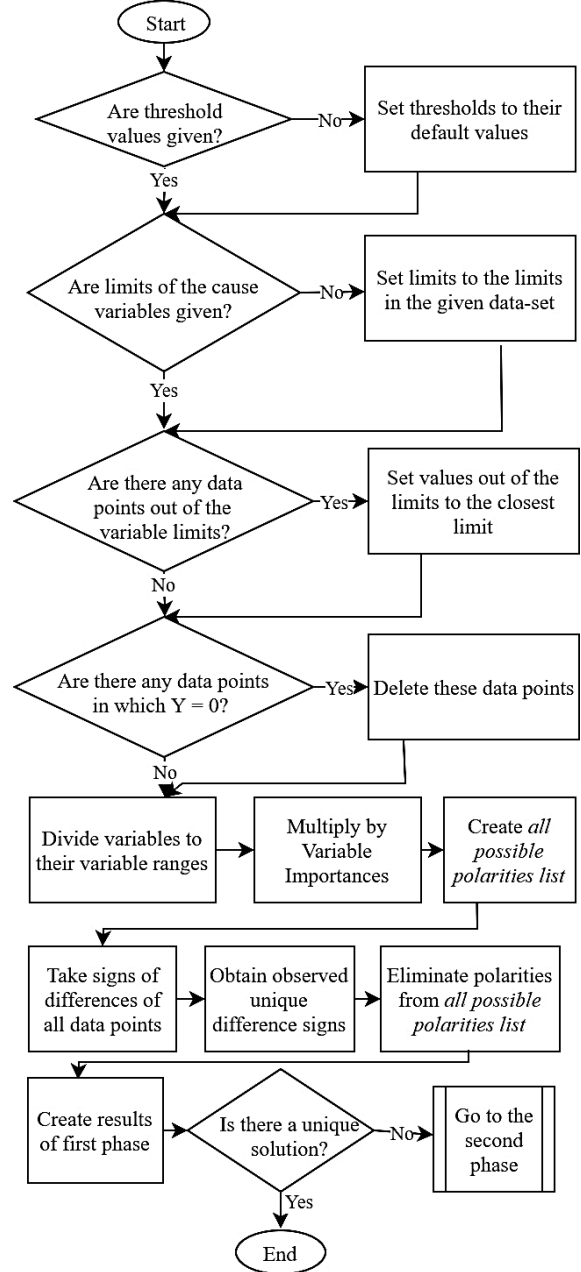 Start
Are threshold
values given?
No
Set thresholds to their
default values
Yes
Are limits of the cause
variables given?
No
Set limits to the limits
in the given data-set
Yes
Are there any data
points out of the
variable limits?
Yes
Set values out of the
limits to the closest
limit
No
Are there any data points
in which Y = 0?
Yes
Delete these data points
No
Divide variables to
their variable ranges
Multiply by
Variable
Importances
Create all
possible
polarities list
Take signs of
differences of
all data points
Obtain observed
unique
difference signs
Eliminate polarities
from all possible
polarities list
Create results
of first phase
Is there a unique
solution?
No
Go to the
second
phase
Yes
End